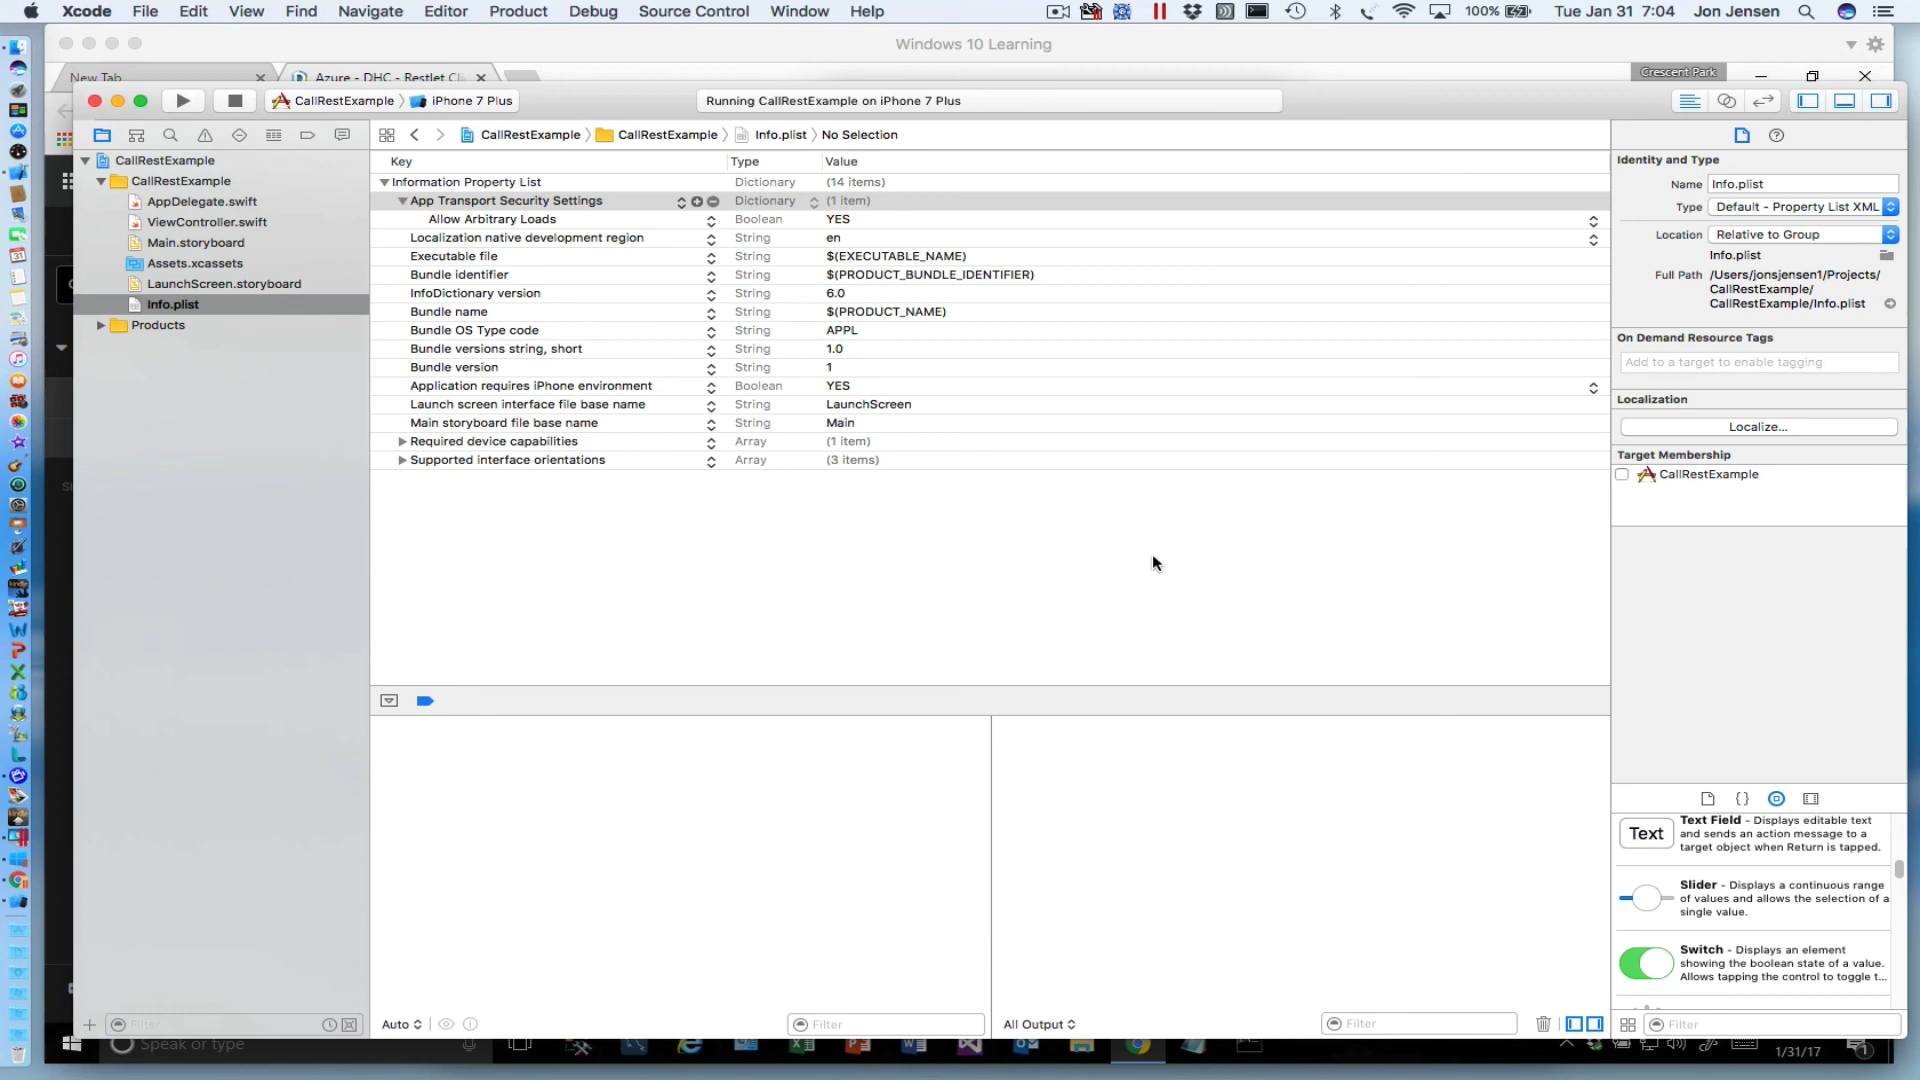 Xcode File Edit View Find Navigate Editor Product Debug Source Control Window Help 100% Tue Jan 31 7:04 Jon Jensen
Windows 10 Learning
New Tab Azure - DHC - Restlet Cli Crescent Park
CallRestExample iPhone 7 Plus Running CallRestExample on iPhone 7 Plus
CallRestExample CallRestExample Info.plist No Selection
CallRestExample
CallRestExample
AppDelegate.swift
ViewController.swift
Main.storyboard
Assets.xcassets
LaunchScreen.storyboard
Info.plist
Products
Key Type Value
Information Property List Dictionary (14 items)
App Transport Security Settings Dictionary (1 item)
Allow Arbitrary Loads Boolean YES
Localization native development region String en
Executable file String $(EXECUTABLE_NAME)
Bundle identifier String $(PRODUCT_BUNDLE_IDENTIFIER)
InfoDictionary version String 6.0
Bundle name String $(PRODUCT_NAME)
Bundle OS Type code String APPL
Bundle versions string, short String 1.0
Bundle version String 1
Application requires iPhone environment Boolean YES
Launch screen interface file base name String LaunchScreen
Main storyboard file base name String Main
Required device capabilities Array (1 item)
Supported interface orientations Array (3 items)
Identity and Type
Name Info.plist
Type Default - Property List XML
Location Relative to Group
Info.plist
Full Path /Users/jonsjensen1/Projects/
CallRestExample/
CallRestExample/Info.plist
On Demand Resource Tags
Add to a target to enable tagging
Localization
Localize...
Target Membership
CallRestExample
Text
Text Field - Displays editable text
and sends an action message to a
target object when Return is tapped.
Slider - Displays a continuous range
of values and allows the selection of a
single value.
Switch - Displays an element
showing the boolean state of a value.
Allows tapping the control to toggle t...
Filter Auto Filter All Output Filter Filter
Speak or type 1/31/17 1